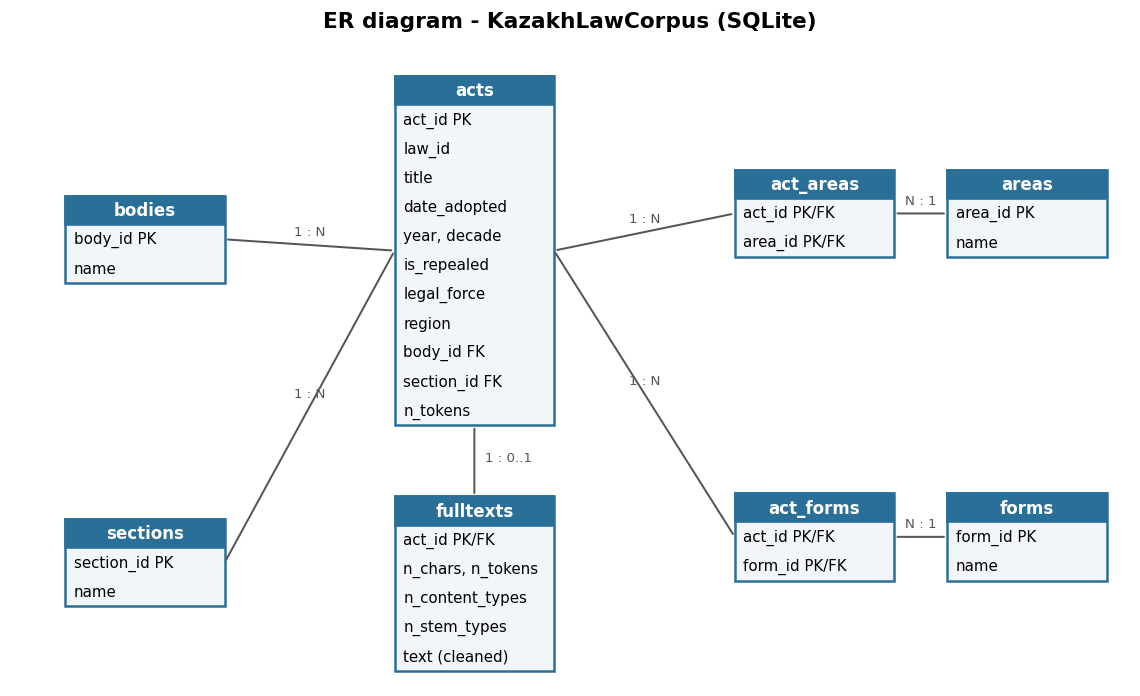 ER diagram - KazakhLawCorpus (SQLite)
acts
act_id PK
law_id
title
date_adopted
year, decade
is_repealed
legal_force
region
body_id FK
section_id FK
n_tokens
bodies
body_id PK
name
1 : N
sections
section_id PK
name
1 : N
1 : 0..1
fulltexts
act_id PK/FK
n_chars, n_tokens
n_content_types
n_stem_types
text (cleaned)
1 : N
act_areas
act_id PK/FK
area_id PK/FK
N : 1
areas
area_id PK
name
1 : N
act_forms
act_id PK/FK
form_id PK/FK
N : 1
forms
form_id PK
name